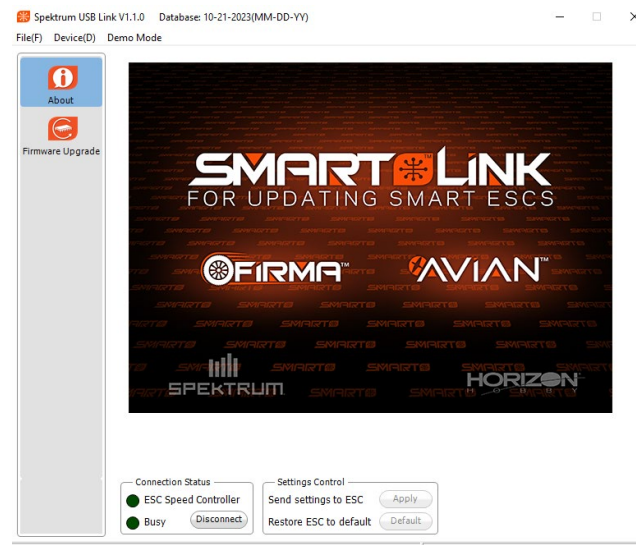 Spektrum USB Link V1.1.0 Database: 10-21-2023(MM-DD-YY)
File(F) Device(D) Demo Mode
About
Firmware Upgrade
SMART LINK
FOR UPDATING SMART ESCS
FIRMA™ AVIAN™
SPEKTRUM
HORIZON
HOBBY
Connection Status
ESC Speed Controller
Busy Disconnect
Settings Control
Send settings to ESC Apply
Restore ESC to default Default